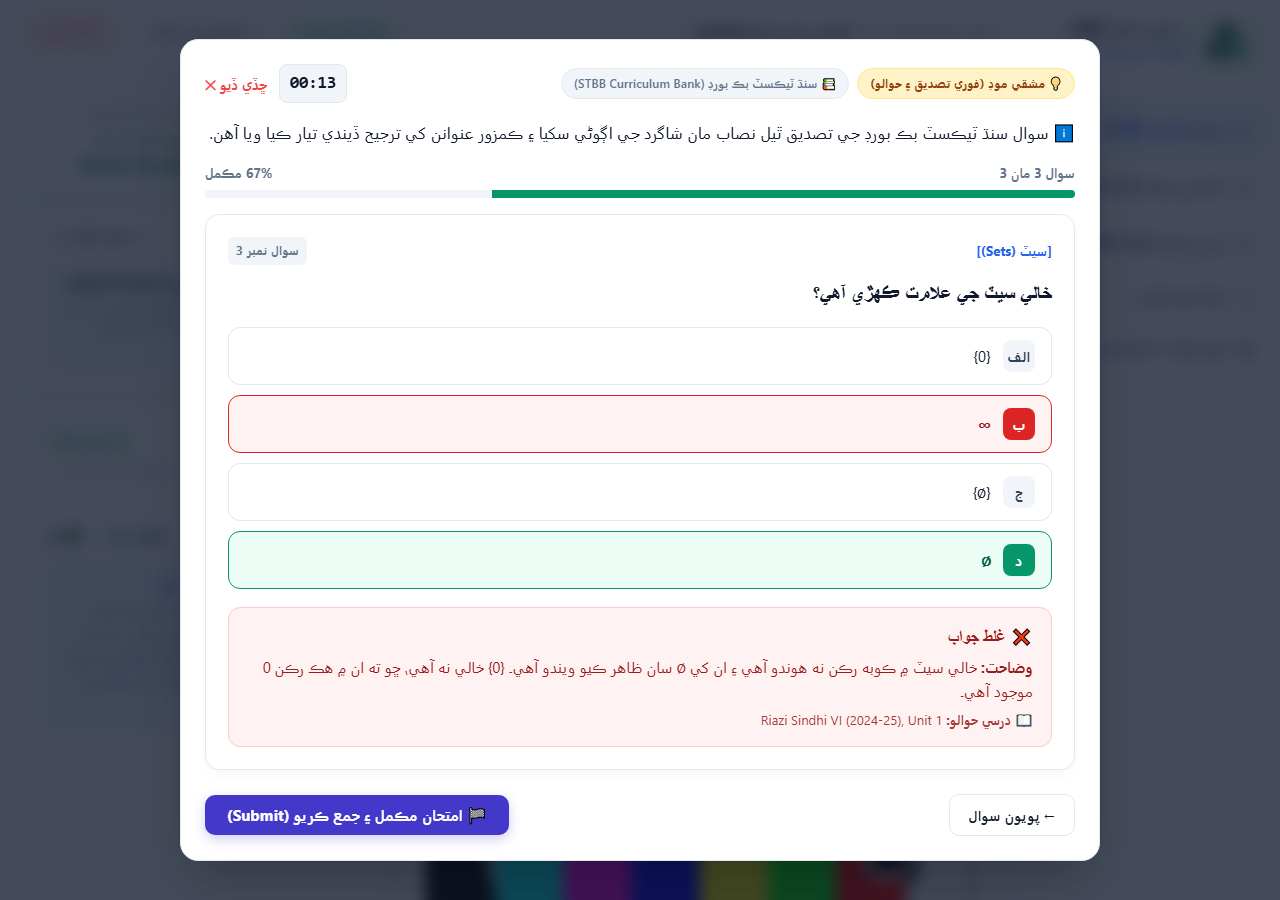 💡 مشقي موڊ (فوري تصديق ۽ حوالو)
📚 سنڌ ٽيڪسٽ بڪ بورڊ (STBB Curriculum Bank)
00:13
ڇڏي ڏيو ✕
ℹ️ سوال سنڌ ٽيڪسٽ بڪ بورڊ جي تصديق ٿيل نصاب مان شاگرد جي اڳوڻي سکيا ۽ ڪمزور عنوانن کي ترجيح ڏيندي تيار ڪيا ويا آهن.
سوال 3 مان 3
67% مڪمل
[سيٽ (Sets)]
سوال نمبر 3
خالي سيٽ جي علامت ڪهڙي آهي؟
الف {0}
ب ∞
ج {Ø}
د Ø
❌ غلط جواب
وضاحت: خالي سيٽ ۾ ڪوبه رڪن نه هوندو آهي ۽ ان کي Ø سان ظاهر ڪيو ويندو آهي۔ {0} خالي نه آهي, ڇو ته ان ۾ هڪ رڪن 0
موجود آهي۔
📖 درسي حوالو: Riazi Sindhi VI (2024-25), Unit 1
← پويون سوال
🏁 امتحان مڪمل ۽ جمع ڪريو (Submit)